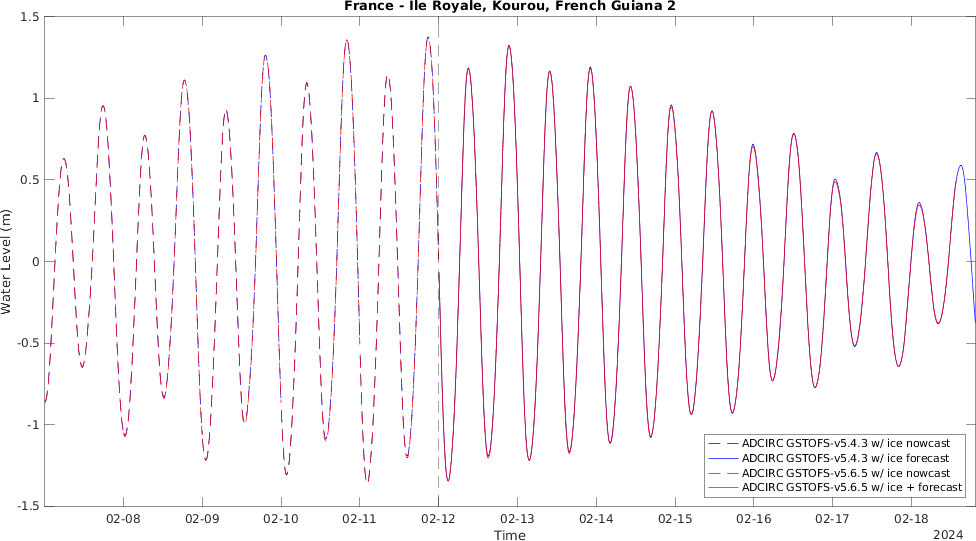 France - Ile Royale, Kourou, French Guiana 2
1.5
1
0.5
0
-0.5
-1
-1.5
Water Level (m)
ADCIRC GSTOFS-v5.4.3 w/ ice nowcast
ADCIRC GSTOFS-v5.4.3 w/ ice forecast
ADCIRC GSTOFS-v5.6.5 w/ ice nowcast
ADCIRC GSTOFS-v5.6.5 w/ ice + forecast
02-08 02-09 02-10 02-11 02-12 02-13 02-14 02-15 02-16 02-17 02-18
Time
2024